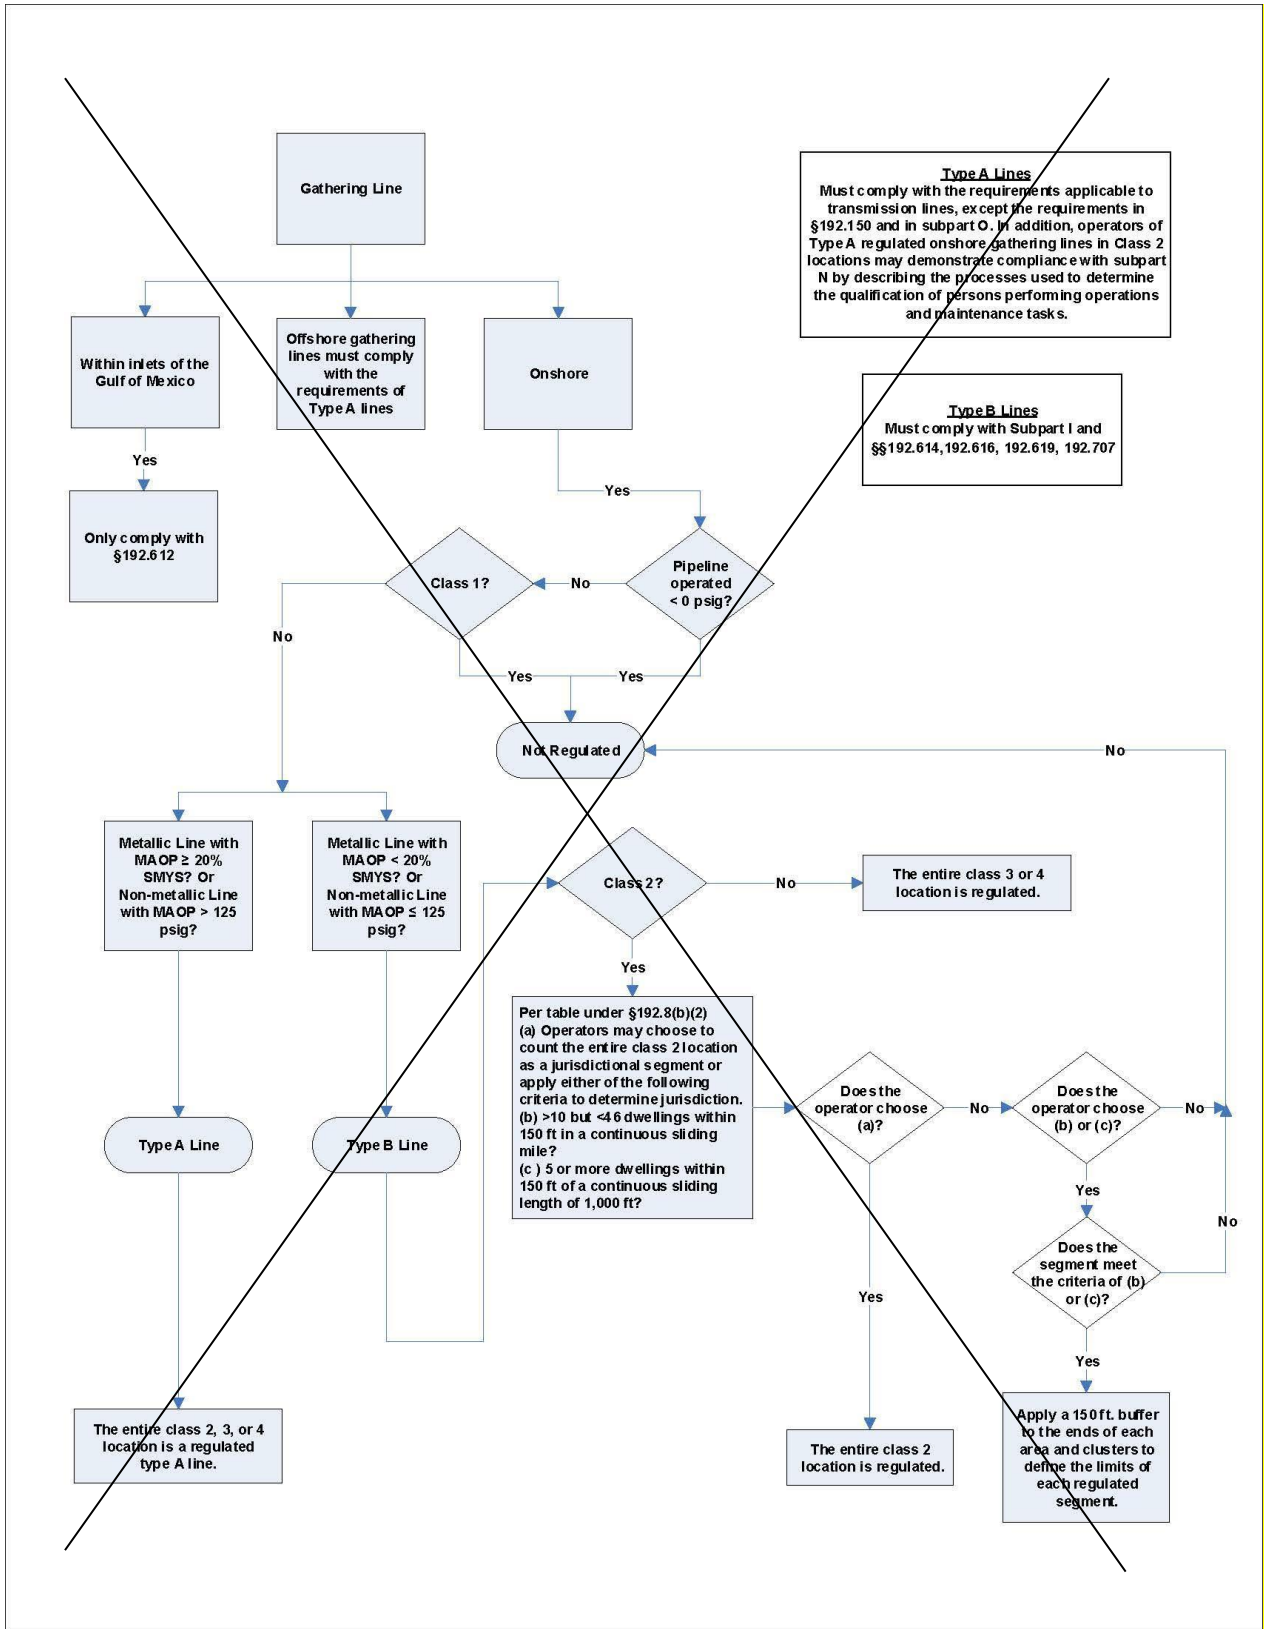 Gathering Line
Type A Lines
Must comply with the requirements applicable to
transmission lines, except the requirements in
§192.150 and in subpart O. In addition, operators of
Type A regulated onshore gathering lines in Class 2
locations may demonstrate compliance with subpart
N by describing the processes used to determine
the qualification of persons performing operations
and maintenance tasks.
Within inlets of the
Gulf of Mexico
Offshore gathering
lines must comply
with the
requirements of
Type A lines
Onshore
Type B Lines
Must comply with Subpart I and
§§192.614,192.616, 192.619, 192.707
Yes
Yes
Only comply with
§192.612
Class 1?
No
Pipeline
operated
< 0 psig?
No
Yes
Yes
Not Regulated
No
Metallic Line with
MAOP ≥ 20%
SMYS? Or
Non-metallic Line
with MAOP > 125
psig?
Metallic Line with
MAOP < 20%
SMYS? Or
Non-metallic Line
with MAOP ≤ 125
psig?
Class 2?
No
The entire class 3 or 4
location is regulated.
Yes
Per table under §192.8(b)(2)
(a) Operators may choose to
count the entire class 2 location
as a jurisdictional segment or
apply either of the following
criteria to determine jurisdiction.
(b) >10 but <46 dwellings within
150 ft in a continuous sliding
mile?
(c ) 5 or more dwellings within
150 ft of a continuous sliding
length of 1,000 ft?
Does the
operator choose
(a)?
No
Does the
operator choose
(b) or (c)?
No
Type A Line
Type B Line
Yes
No
Does the
segment meet
the criteria of (b)
or (c)?
Yes
Yes
The entire class 2, 3, or 4
location is a regulated
type A line.
The entire class 2
location is regulated.
Apply a 150 ft. buffer
to the ends of each
area and clusters to
define the limits of
each regulated
segment.